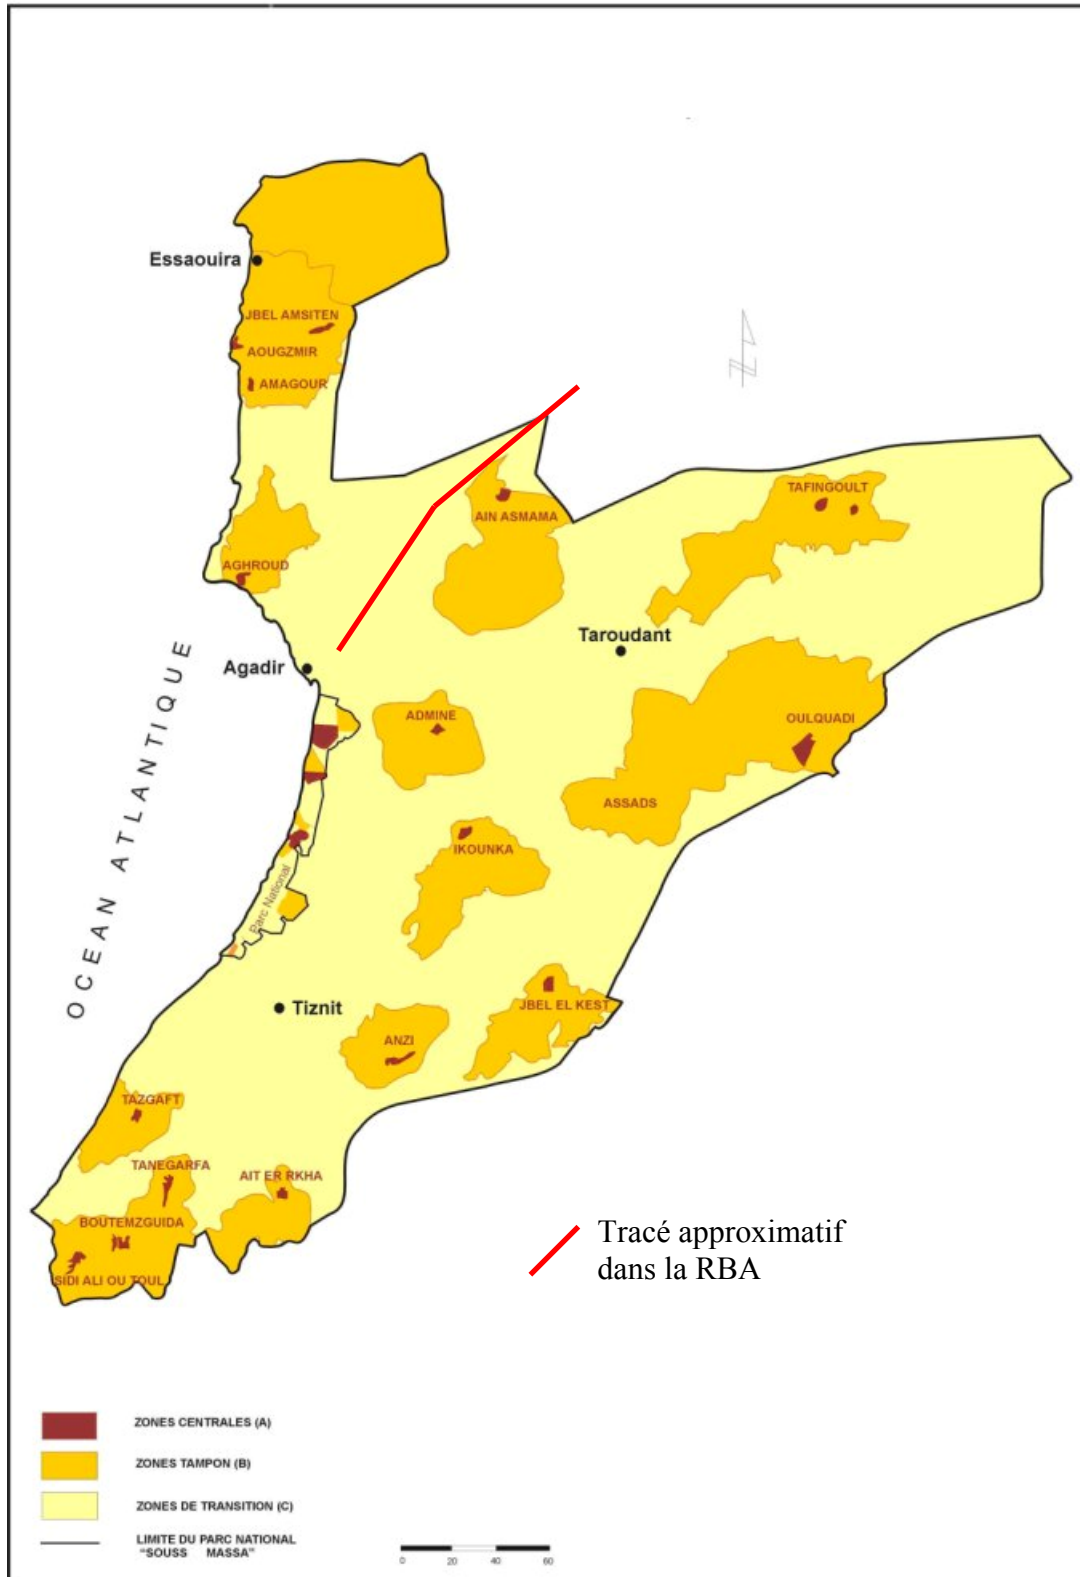 Essaouira
JBEL AMSITEN
AOUGZMIR
AMAGOUR
TAFINGOULT
AIN ASMAMA
AGHROUD
Taroudant
Agadir
ADMINE
OULQUADI
ASSADS
IKOUNKA
OCEAN ATLANTIQUE
Parc National
JBEL EL KEST
Tiznit
ANZI
TAZGAFT
TANEGARFA
AIT ER RKHA
BOUTEMZGUIDA
SIDI ALI OU TOUL
Tracé approximatif
dans la RBA
ZONES CENTRALES (A)
ZONES TAMPON (B)
ZONES DE TRANSITION (C)
LIMITE DU PARC NATIONAL
"SOUSS MASSA"
0 20 40 60